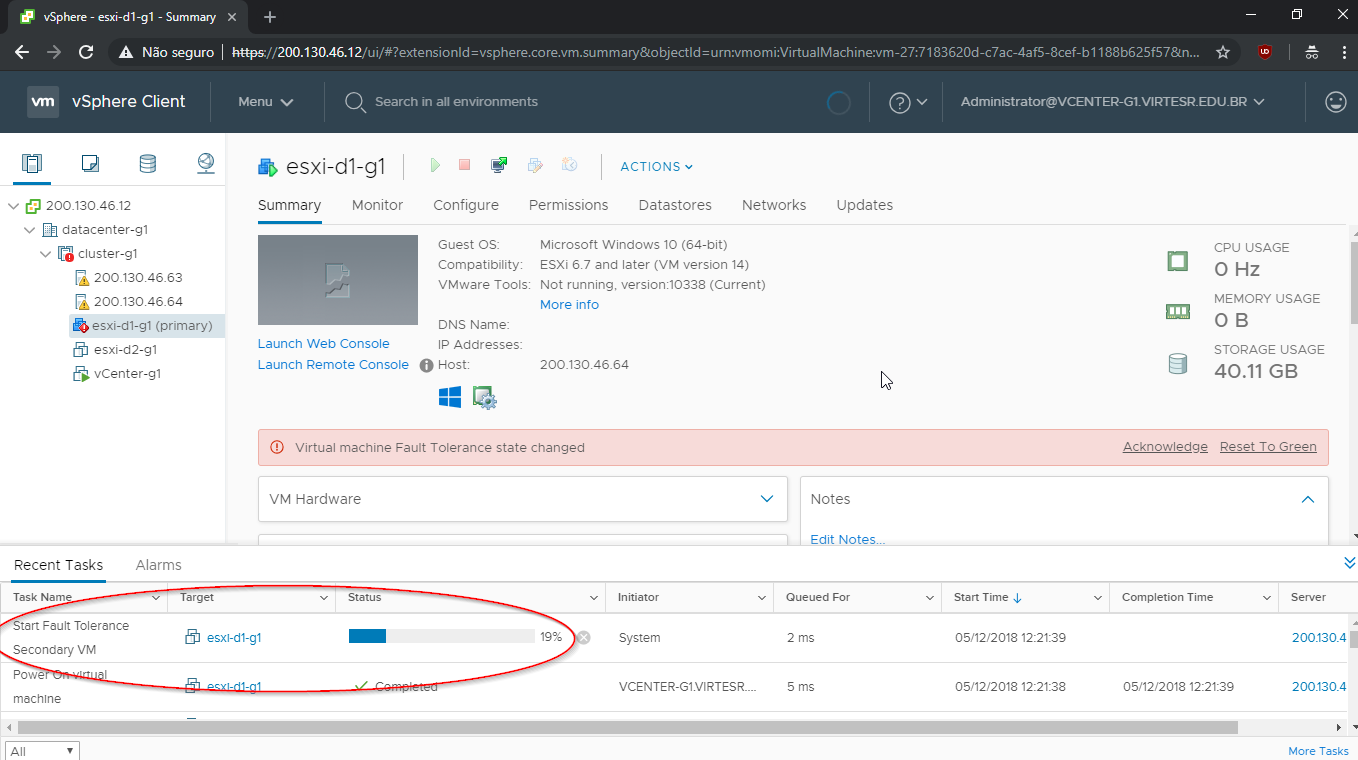 vSphere - esxi-d1-g1 - Summary
Não seguro https://200.130.46.12/ui/#?extensionId=vsphere.core.vm.summary&objectId=urn:vmomi:VirtualMachine:vm-27:7183620d-c7ac-4af5-8cef-b1188b625f57&n...
vm vSphere Client Menu Search in all environments Administrator@VCENTER-G1.VIRTESR.EDU.BR
200.130.46.12
datacenter-g1
cluster-g1
200.130.46.63
200.130.46.64
esxi-d1-g1 (primary)
esxi-d2-g1
vCenter-g1
esxi-d1-g1 ACTIONS
Summary Monitor Configure Permissions Datastores Networks Updates
Guest OS: Microsoft Windows 10 (64-bit)
Compatibility: ESXi 6.7 and later (VM version 14)
VMware Tools: Not running, version:10338 (Current)
More info
DNS Name:
IP Addresses:
Host: 200.130.46.64
Launch Web Console
Launch Remote Console
CPU USAGE
0 Hz
MEMORY USAGE
0 B
STORAGE USAGE
40.11 GB
Virtual machine Fault Tolerance state changed Acknowledge Reset To Green
VM Hardware
Notes
Edit Notes...
Recent Tasks Alarms
Task Name Target Status Initiator Queued For Start Time Completion Time Server
Start Fault Tolerance
Secondary VM
esxi-d1-g1 19% System 2 ms 05/12/2018 12:21:39 200.130.4
Power On virtual
machine
esxi-d1-g1 Completed VCENTER-G1.VIRTESR.... 5 ms 05/12/2018 12:21:38 05/12/2018 12:21:39 200.130.4
All More Tasks